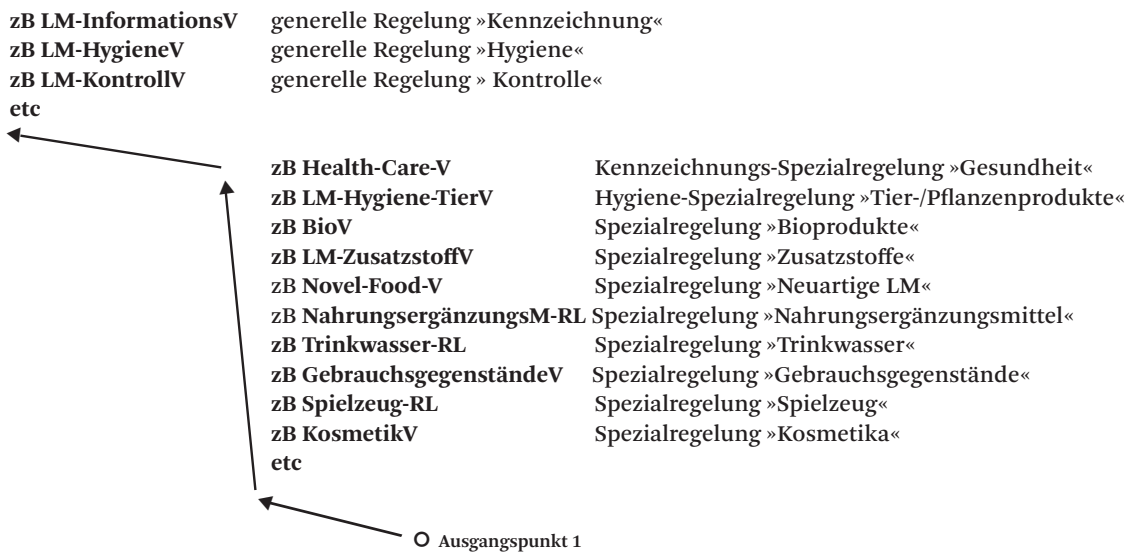 zB LM-InformationsV generelle Regelung »Kennzeichnung«
zB LM-HygieneV generelle Regelung »Hygiene«
zB LM-KontrollV generelle Regelung » Kontrolle«
etc
zB Health-Care-V Kennzeichnungs-Spezialregelung »Gesundheit«
zB LM-Hygiene-TierV Hygiene-Spezialregelung »Tier-/Pflanzenprodukte«
zB BioV Spezialregelung »Bioprodukte«
zB LM-ZusatzstoffV Spezialregelung »Zusatzstoffe«
zB Novel-Food-V Spezialregelung »Neuartige LM«
zB NahrungsergänzungsM-RL Spezialregelung »Nahrungsergänzungsmittel«
zB Trinkwasser-RL Spezialregelung »Trinkwasser«
zB GebrauchsgegenständeV Spezialregelung »Gebrauchsgegenstände«
zB Spielzeug-RL Spezialregelung »Spielzeug«
zB KosmetikV Spezialregelung »Kosmetika«
etc
Ausgangspunkt 1